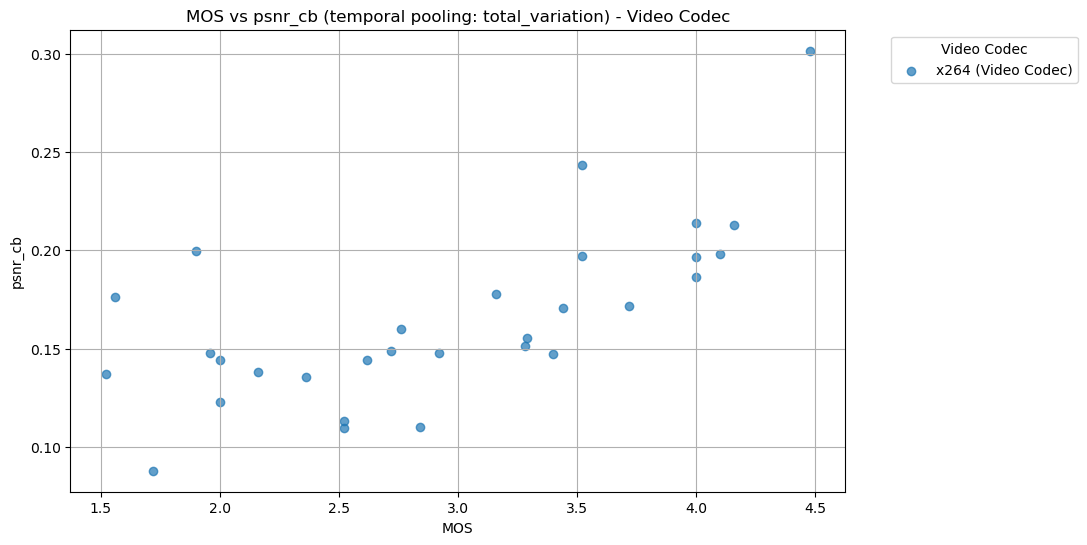 MOS vs psnr_cb (temporal pooling: total_variation) - Video Codec
Video Codec
x264 (Video Codec)
psnr_cb
0.30
0.25
0.20
0.15
0.10
1.5 2.0 2.5 3.0 3.5 4.0 4.5
MOS